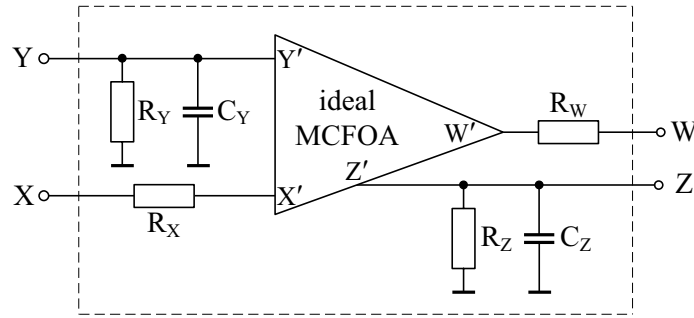 Y
Y′
R_Y
C_Y
ideal
MCFOA
R_W
W′
W
Z′
Z
X
X′
R_X
R_Z
C_Z